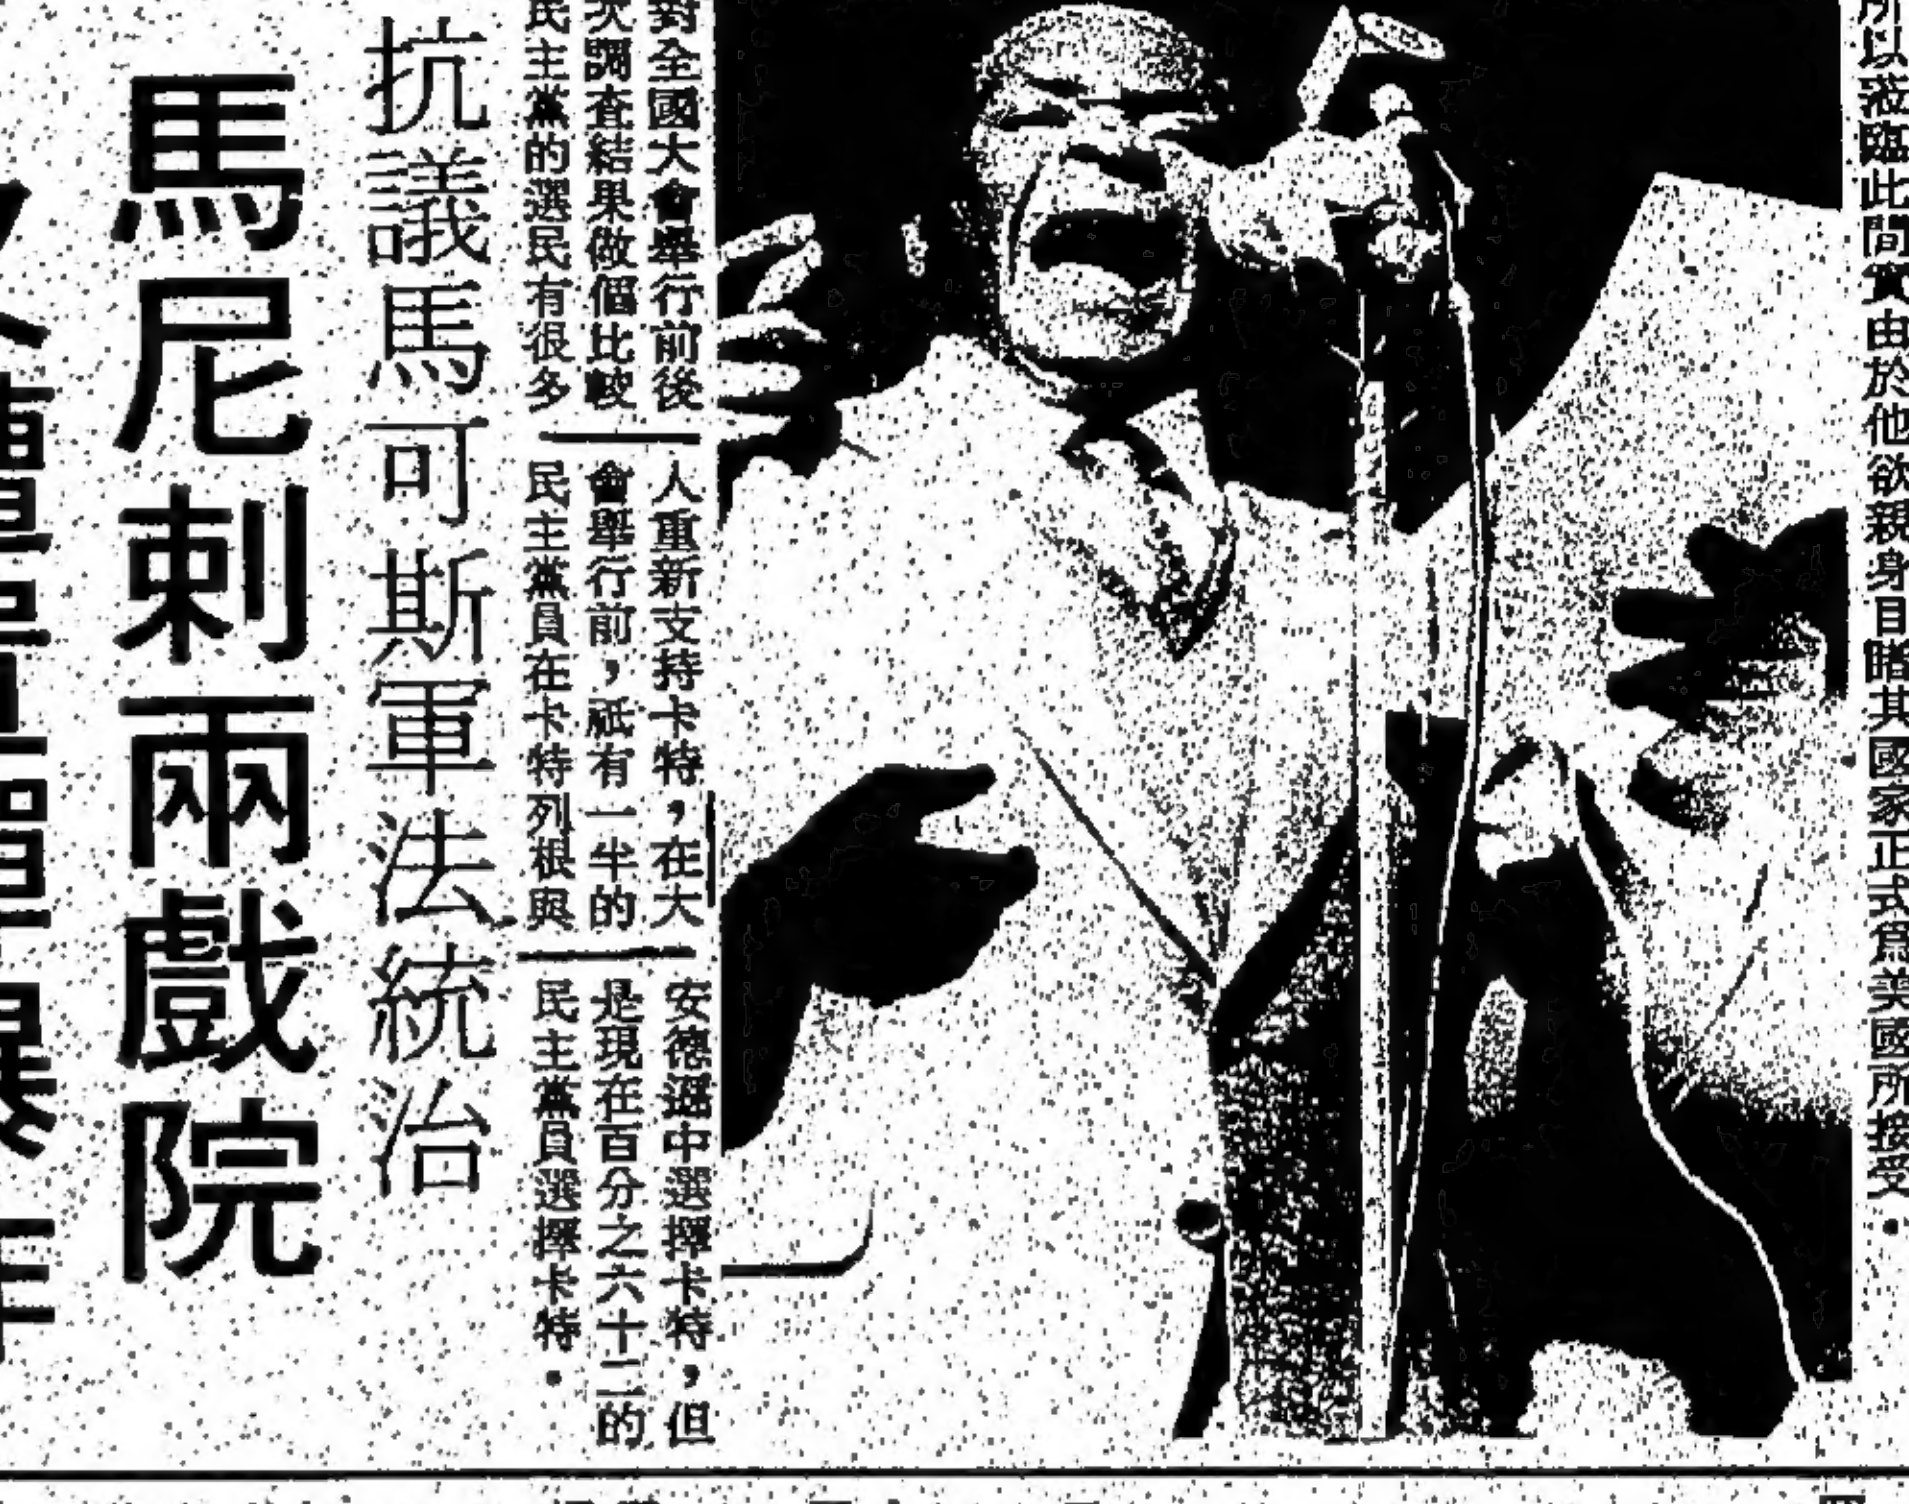 所以蒞臨此間實由於他欲親身目睹其國家正式爲美國所接受．
對全國大會舉行前後
次調查結果做個比較
民主黨的選民有很多
人重新支持卡特，在大
會舉行前，祇有一半的
民主黨員在卡特列根與
安德遜中選擇卡特，但
是現在百分之六十二的
民主黨員選擇卡特．
抗議馬可斯軍法統治
馬尼剌兩戲院